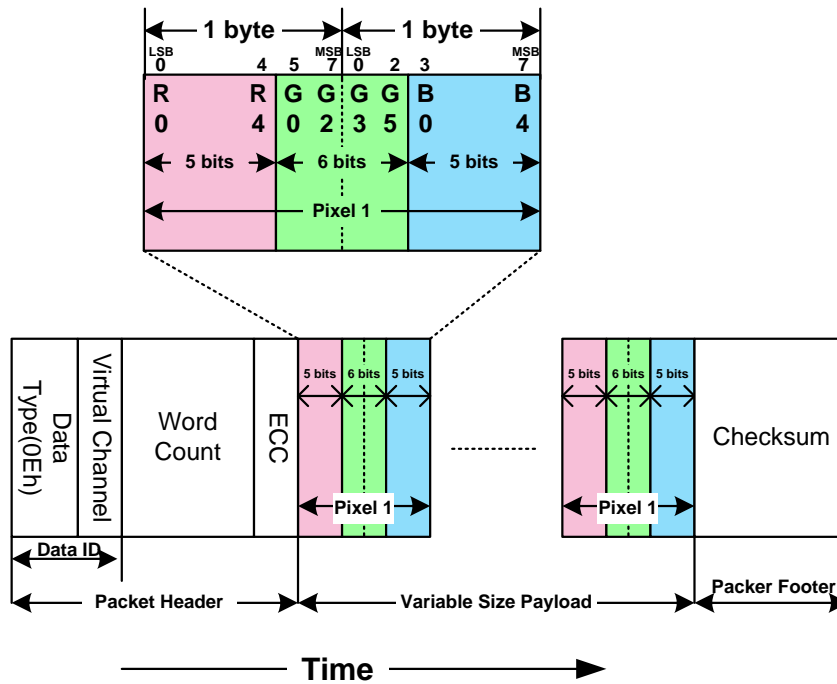 1 byte 1 byte
LSB MSB LSB MSB
0 4 5 7 0 2 3 7
R R G G G G B B
0 4 0 2 3 5 0 4
5 bits 6 bits 5 bits
Pixel 1
Data Type(0Eh)
Virtual Channel
Word Count
ECC
5 bits 6 bits 5 bits
Pixel 1
5 bits 6 bits 5 bits
Pixel 1
Checksum
Data ID
Packet Header Variable Size Payload Packer Footer
Time